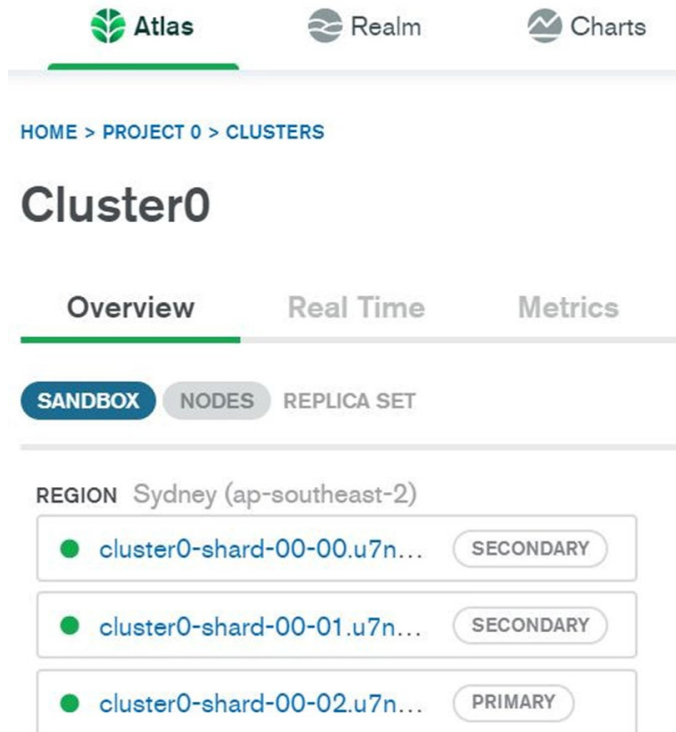 Atlas Realm Charts
HOME > PROJECT 0 > CLUSTERS
Cluster0
Overview Real Time Metrics
SANDBOX NODES REPLICA SET
REGION Sydney (ap-southeast-2)
cluster0-shard-00-00.u7n... SECONDARY
cluster0-shard-00-01.u7n... SECONDARY
cluster0-shard-00-02.u7n... PRIMARY